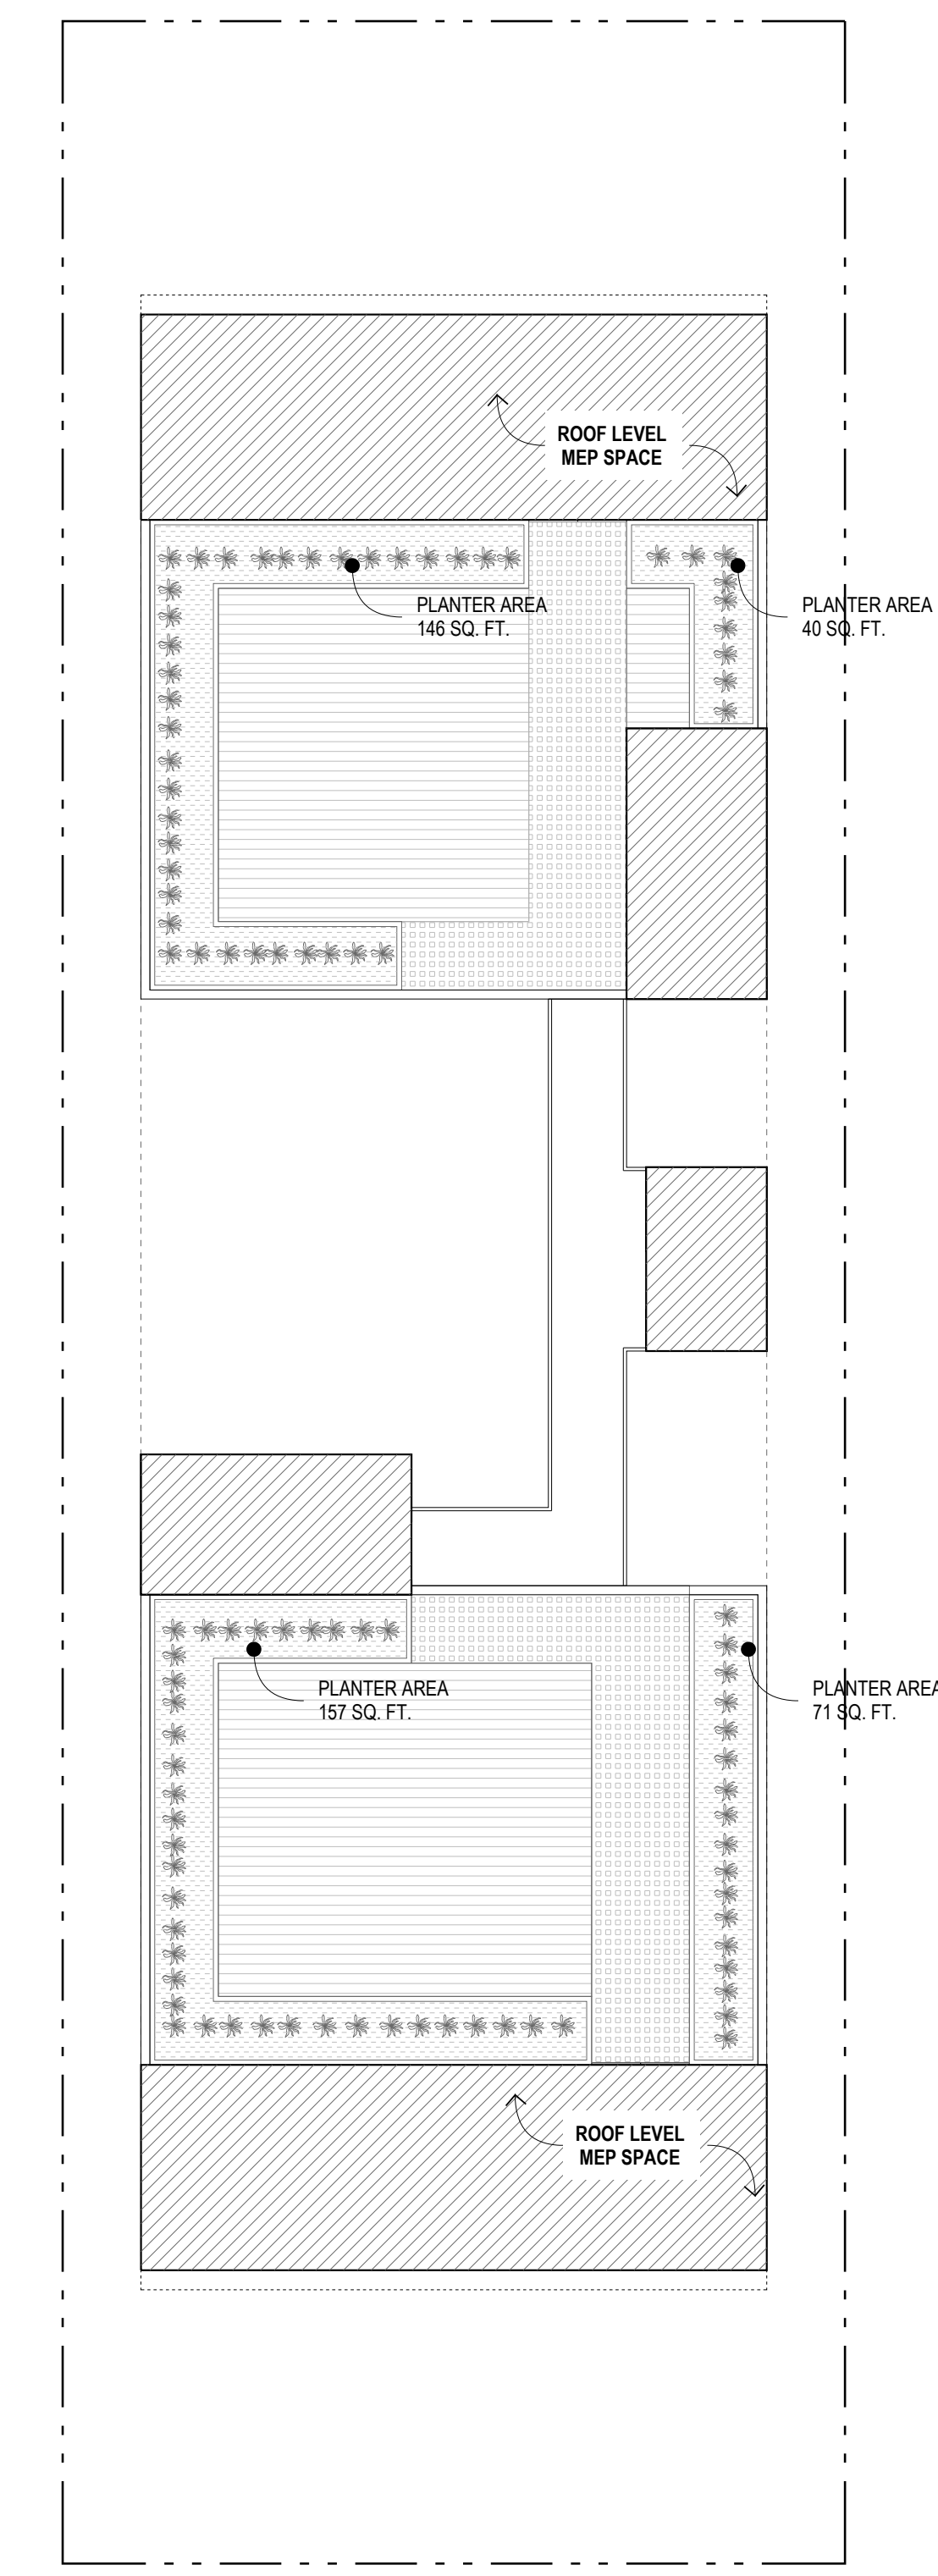 ROOF LEVEL
MEP SPACE
PLANTER AREA
146 SQ. FT.
PLANTER AREA
40 SQ. FT.
PLANTER AREA
157 SQ. FT.
PLANTER AREA
71 SQ. FT.
ROOF LEVEL
MEP SPACE